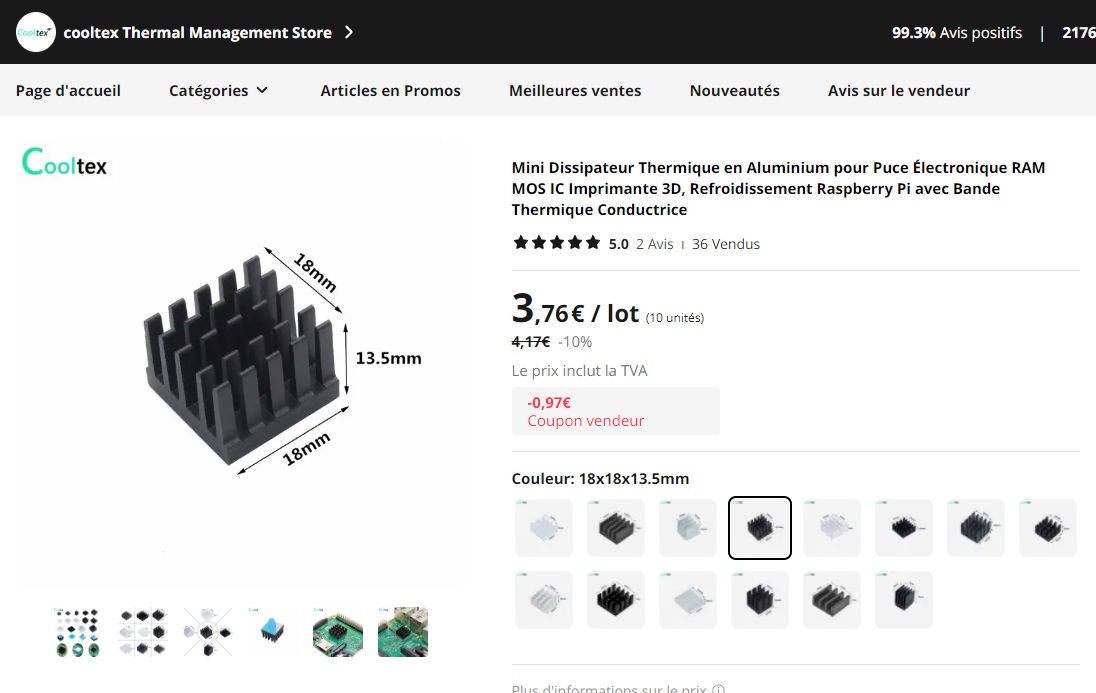 Cooltex
cooltex Thermal Management Store
99.3% Avis positifs | 2176
Page d'accueil
Catégories
Articles en Promos
Meilleures ventes
Nouveautés
Avis sur le vendeur
Cooltex
18mm
13.5mm
18mm
Mini Dissipateur Thermique en Aluminium pour Puce Électronique RAM
MOS IC Imprimante 3D, Refroidissement Raspberry Pi avec Bande
Thermique Conductrice
5.0 2 Avis | 36 Vendus
3,76€ / lot (10 unités)
4,17€ -10%
Le prix inclut la TVA
-0,97€
Coupon vendeur
Couleur: 18x18x13.5mm
Plus d'informations sur le prix